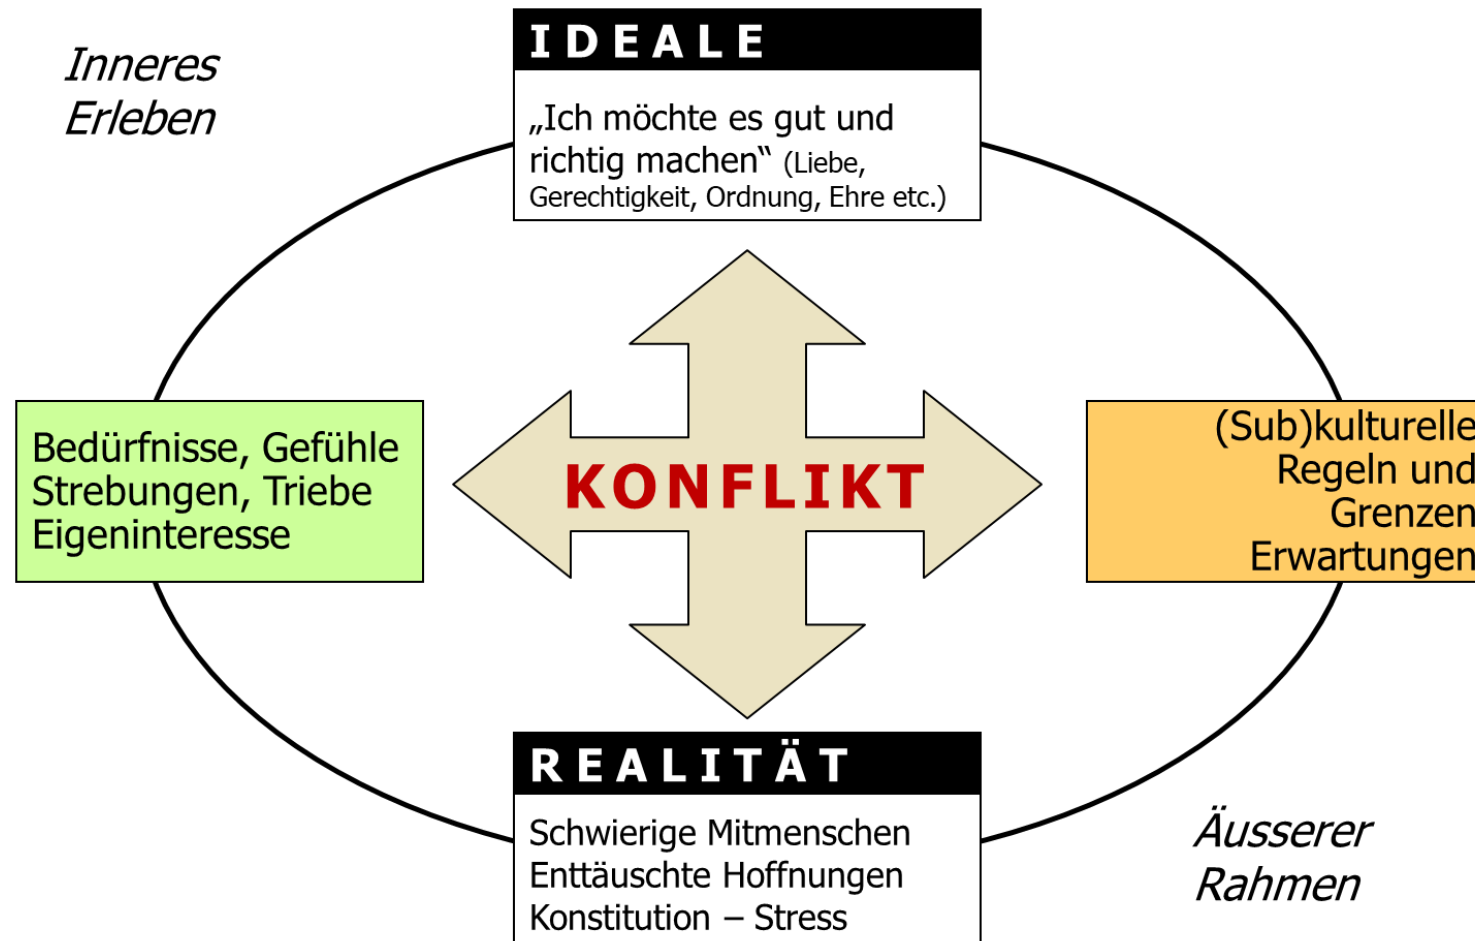 Inneres
Erleben
IDEALE
„Ich möchte es gut und
richtig machen“ (Liebe,
Gerechtigkeit, Ordnung, Ehre etc.)
Bedürfnisse, Gefühle
Strebungen, Triebe
Eigeninteresse
KONFLIKT
(Sub)kulturelle
Regeln und
Grenzen
Erwartungen
REALITÄT
Schwierige Mitmenschen
Enttäuschte Hoffnungen
Konstitution – Stress
Äusserer
Rahmen